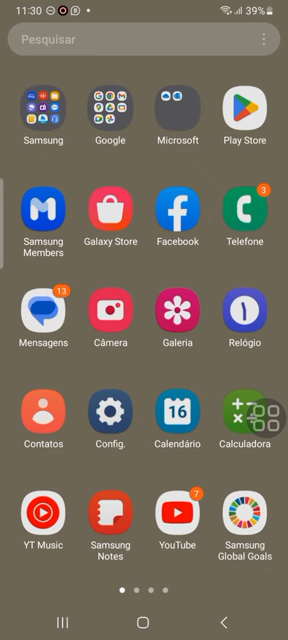 11:30
39%
Pesquisar
Samsung
Google
Microsoft
Play Store
Samsung
Members
Galaxy Store
Facebook
3
Telefone
13
Mensagens
Câmera
Galeria
Relógio
Contatos
Config.
16
Calendário
Calculadora
YT Music
Samsung
Notes
7
YouTube
Samsung
Global Goals